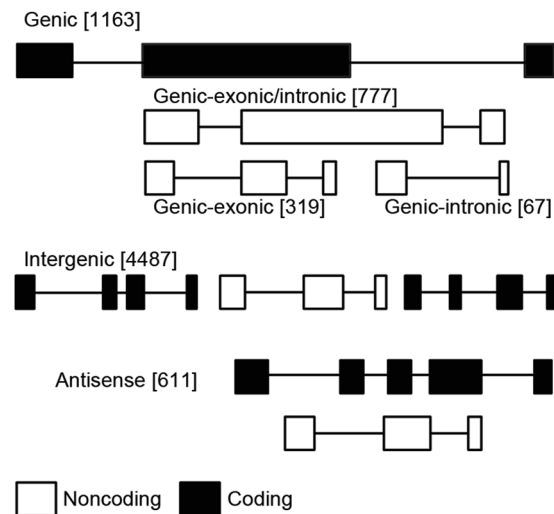 Genic [1163]
Genic-exonic/intronic [777]
Genic-exonic [319]
Genic-intronic [67]
Intergenic [4487]
Antisense [611]
Noncoding
Coding